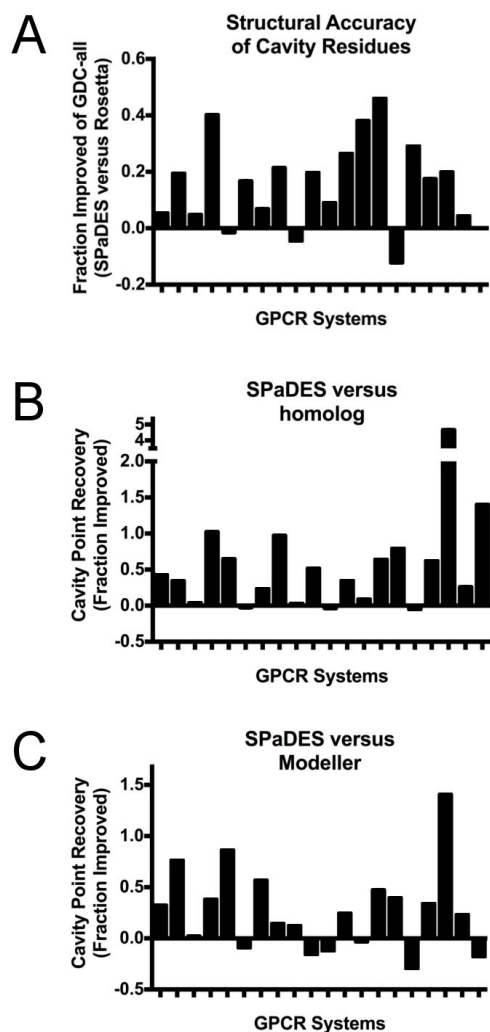 A
Structural Accuracy
of Cavity Residues
Fraction Improved of GDC-all
(SPaDES versus Rosetta)
0.6
0.4
0.2
0.0
-0.2
GPCR Systems
B
SPaDES versus
homolog
Cavity Point Recovery
(Fraction Improved)
5
4
2.0
1.5
1.0
0.5
0.0
-0.5
GPCR Systems
C
SPaDES versus
Modeller
Cavity Point Recovery
(Fraction Improved)
1.5
1.0
0.5
0.0
-0.5
GPCR Systems